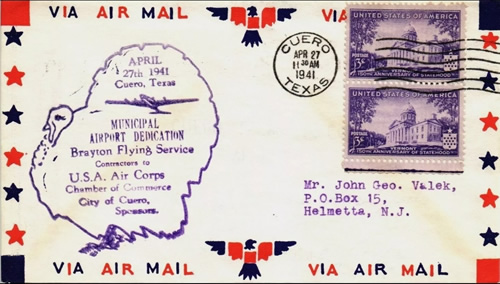 VIA AIR MAIL
VIA AIR MAIL
APRIL
27th 1941
Cuero, Texas
MUNICIPAL
AIRPORT DEDICATION
Brayton Flying Service
Contractors to
U.S.A. Air Corps
Chamber of Commerce
City of Cuero,
Sponsors.
CUERO
APR 27
11 30 AM
1941
TEXAS
UNITED STATES OF AMERICA
POSTAGE
3¢
VERMONT
150TH ANNIVERSARY OF STATEHOOD
UNITED STATES OF AMERICA
POSTAGE
3¢
VERMONT
150TH ANNIVERSARY OF STATEHOOD
Mr. John Geo. Valek,
P.O.Box 15,
Helmetta, N.J.
VIA AIR MAIL
VIA AIR MAIL